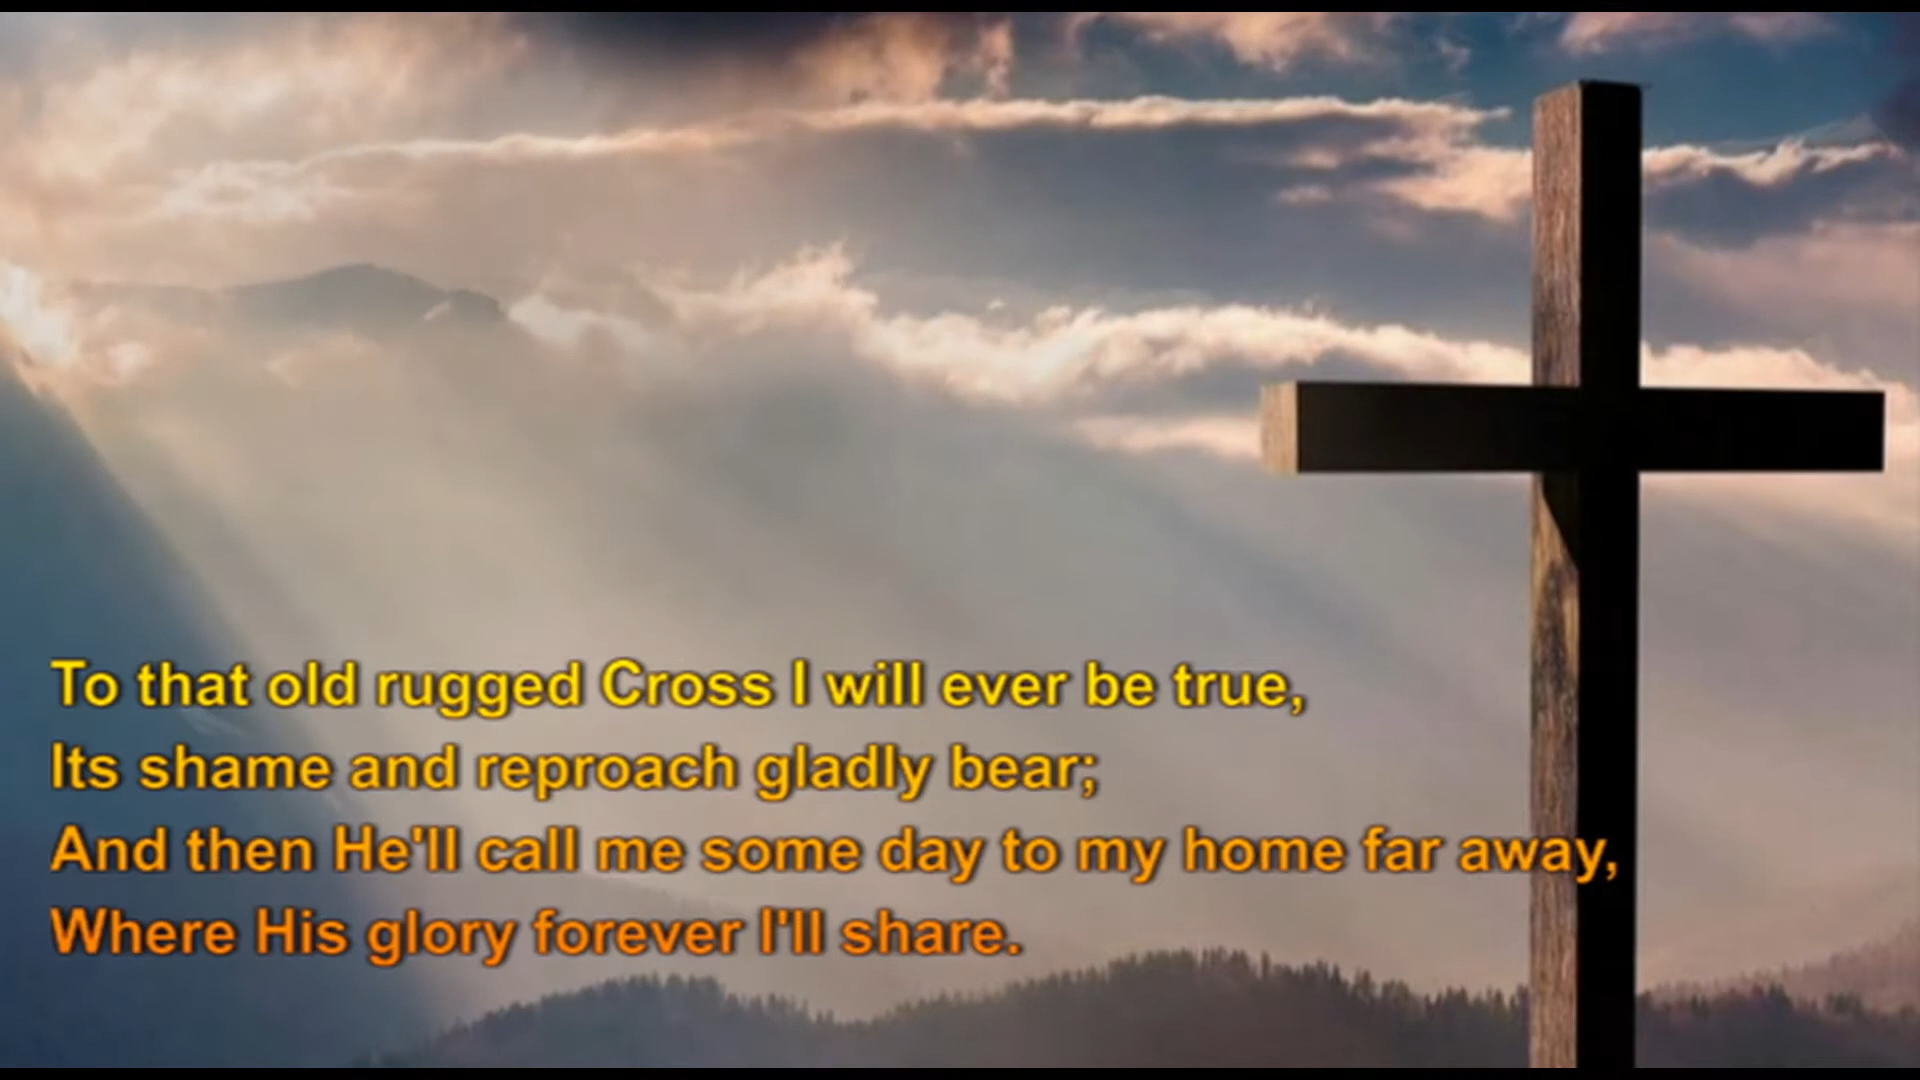 To that old rugged Cross I will ever be true,
Its shame and reproach gladly bear;
And then He'll call me some day to my home far away,
Where His glory forever I'll share.